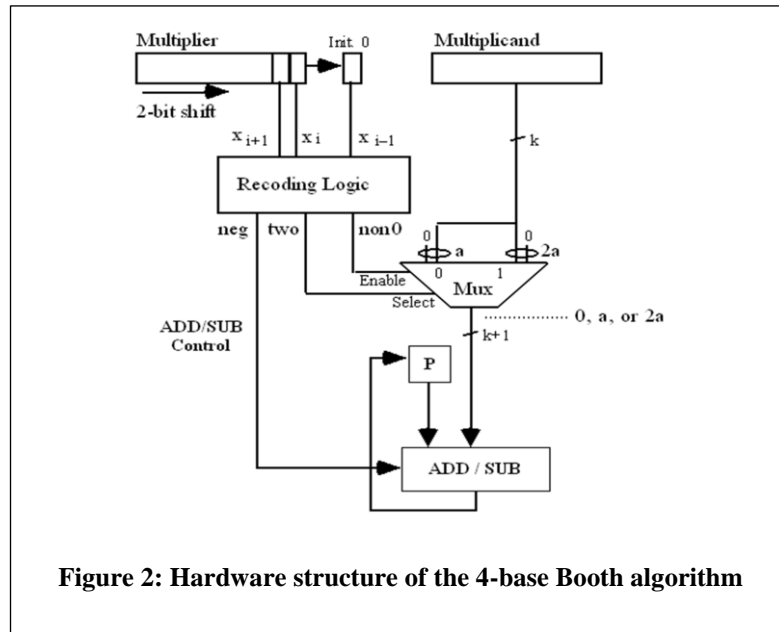 Multiplier
Init. 0
Multiplicand
2-bit shift
x i+1
x i
x i–1
k
Recoding Logic
neg two non0
0 0
a 2a
0 1
Enable
Mux
Select
0, a, or 2a
k+1
ADD/SUB
Control
P
ADD / SUB
Figure 2: Hardware structure of the 4-base Booth algorithm